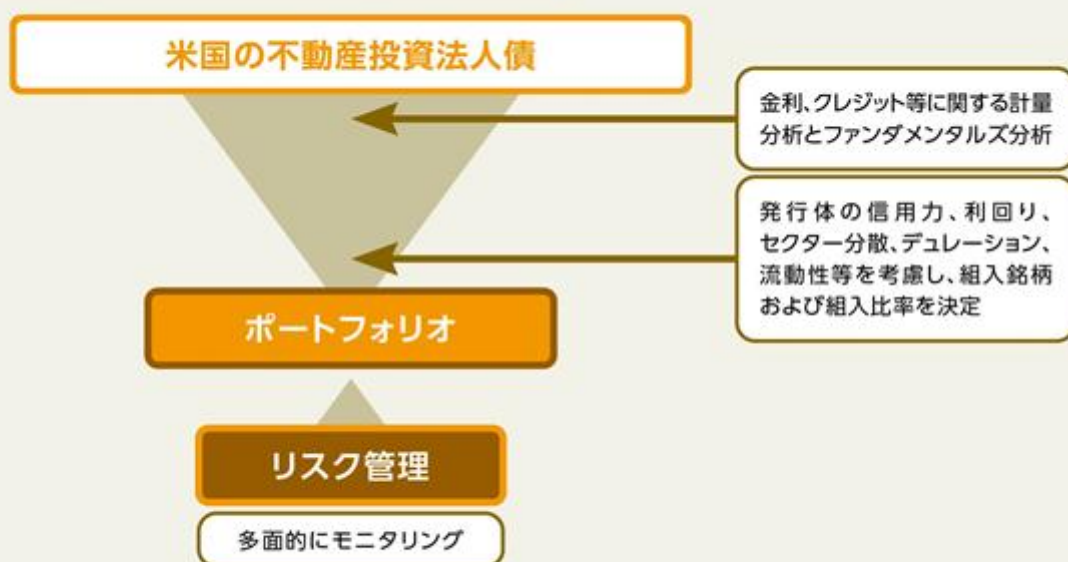 米国の不動産投資法人債
金利、クレジット等に関する計量
分析とファンダメンタルズ分析
発行体の信用力、利回り、
セクター分散、デュレーション、
流動性等を考慮し、組入銘柄
および組入比率を決定
ポートフォリオ
リスク管理
多面的にモニタリング